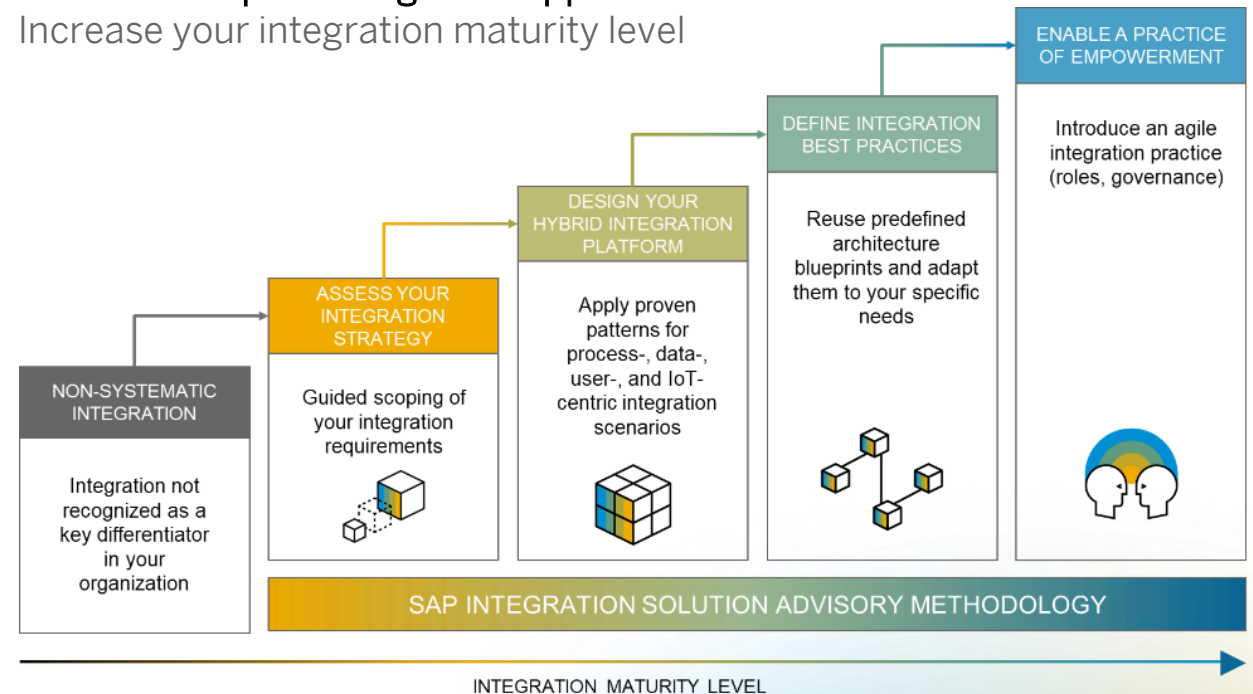 Increase your integration maturity level
NON-SYSTEMATIC
INTEGRATION
Integration not
recognized as a
key differentiator
in your
organization
ASSESS YOUR
INTEGRATION
STRATEGY
Guided scoping of
your integration
requirements
DESIGN YOUR
HYBRID INTEGRATION
PLATFORM
Apply proven
patterns for
process-, data-,
user-, and IoT-
centric integration
scenarios
DEFINE INTEGRATION
BEST PRACTICES
Reuse predefined
architecture
blueprints and adapt
them to your specific
needs
ENABLE A PRACTICE
OF EMPOWERMENT
Introduce an agile
integration practice
(roles, governance)
SAP INTEGRATION SOLUTION ADVISORY METHODOLOGY
INTEGRATION MATURITY LEVEL